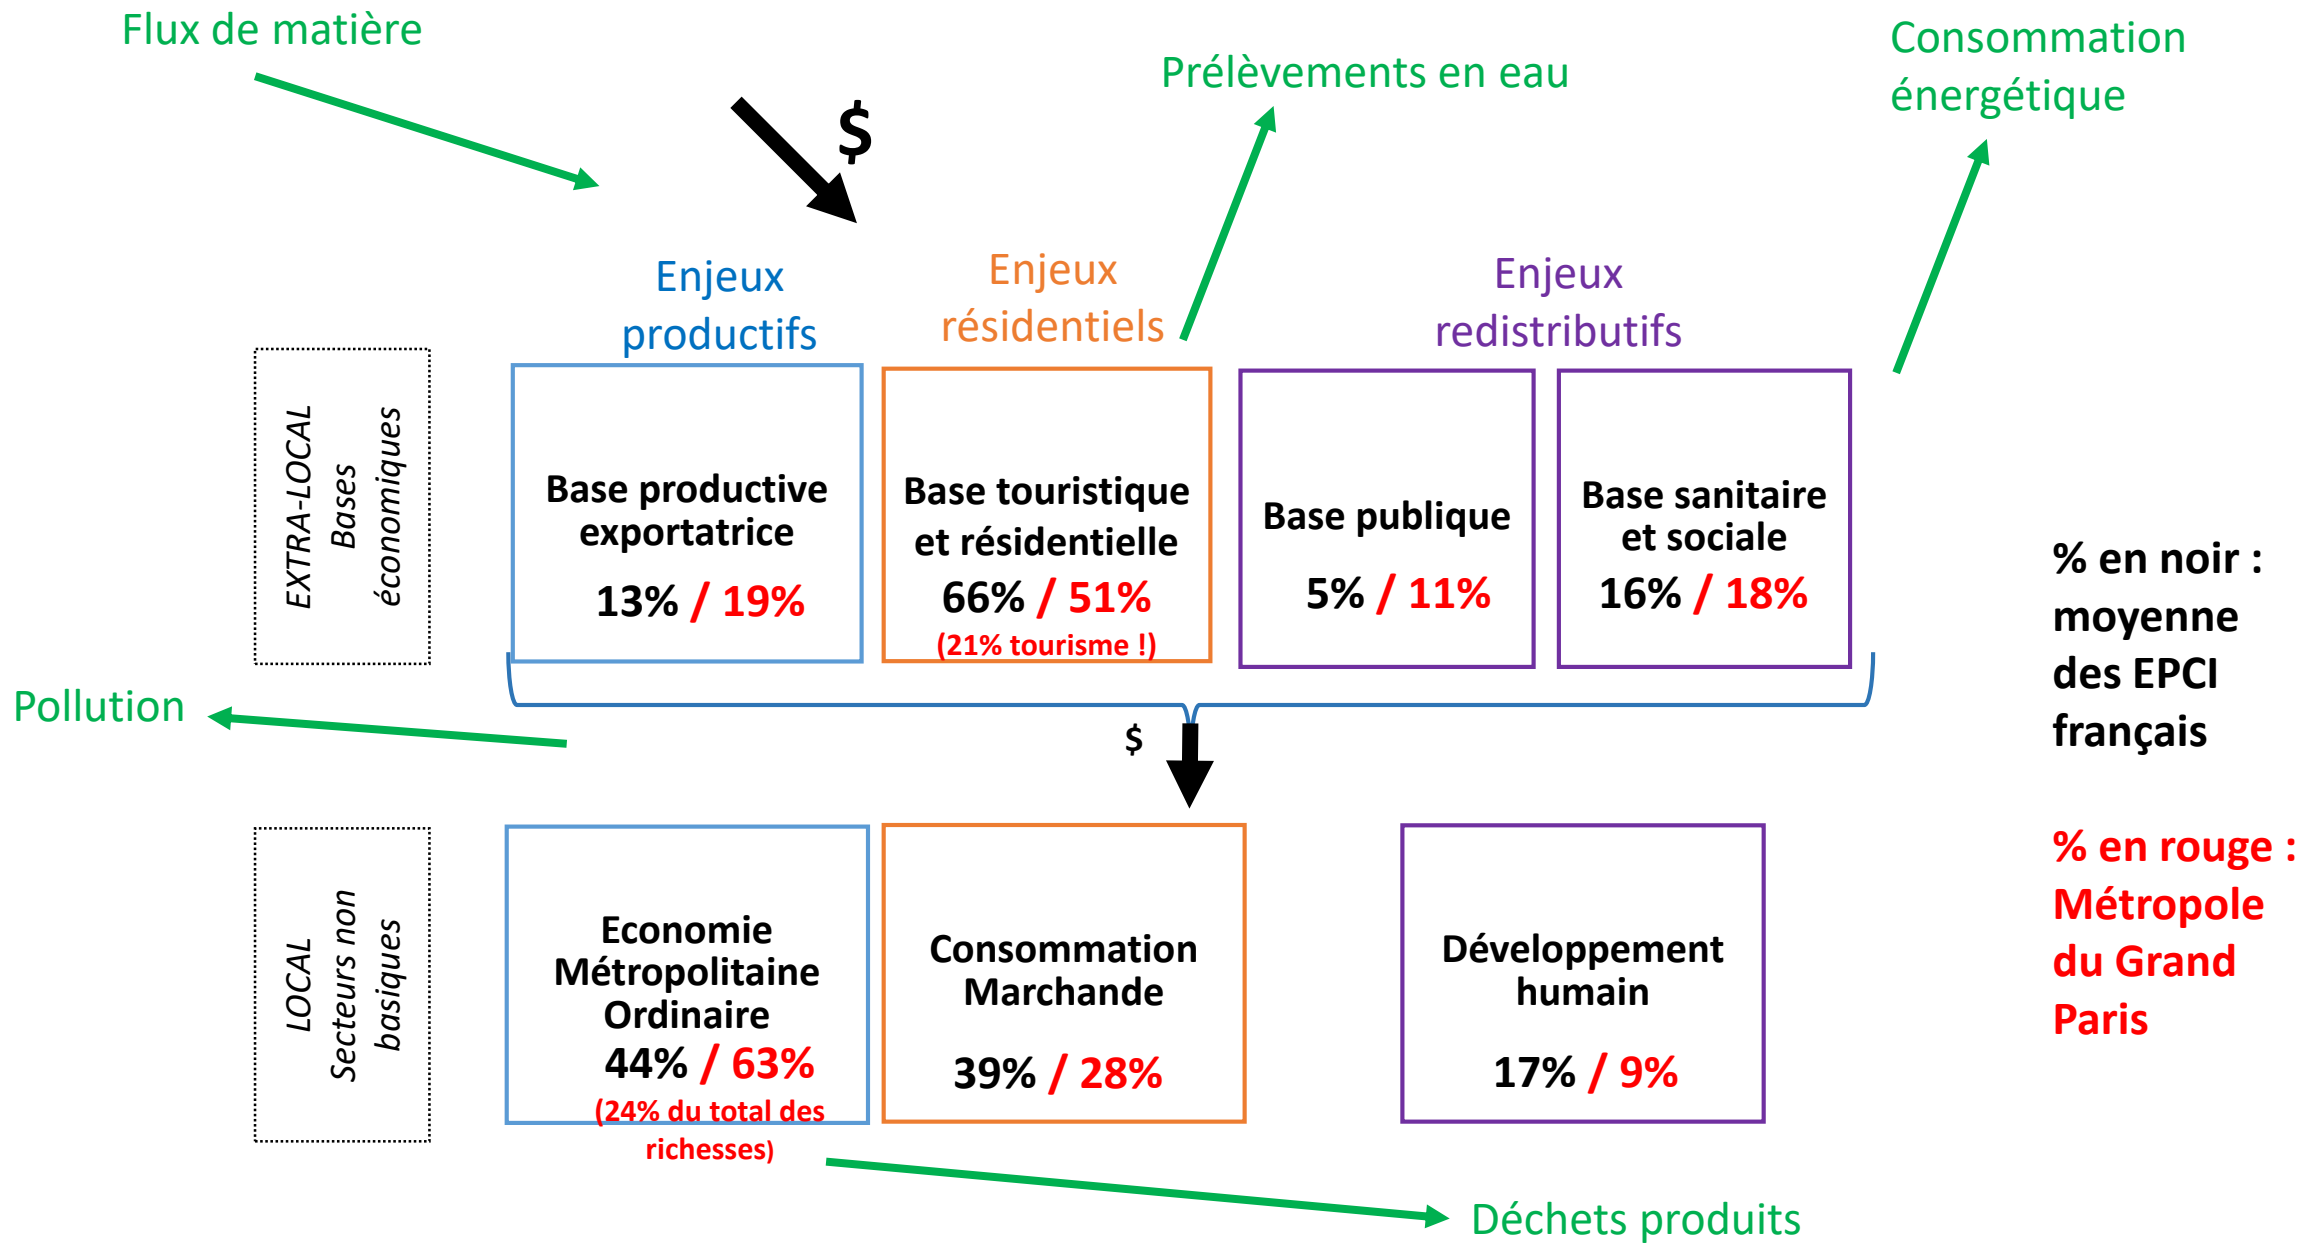 Flux de matière
$
Prélèvements en eau
Consommation
énergétique
Enjeux
productifs
Enjeux
résidentiels
Enjeux
redistributifs
EXTRA-LOCAL
Bases
économiques
Base productive
exportatrice
13% / 19%
Base touristique
et résidentielle
66% / 51%
(21% tourisme !)
Base publique
5% / 11%
Base sanitaire
et sociale
16% / 18%
% en noir :
moyenne
des EPCI
français
Pollution
$
LOCAL
Secteurs non
basiques
Economie
Métropolitaine
Ordinaire
44% / 63%
(24% du total des
richesses)
Consommation
Marchande
39% / 28%
Développement
humain
17% / 9%
% en rouge :
Métropole
du Grand
Paris
Déchets produits